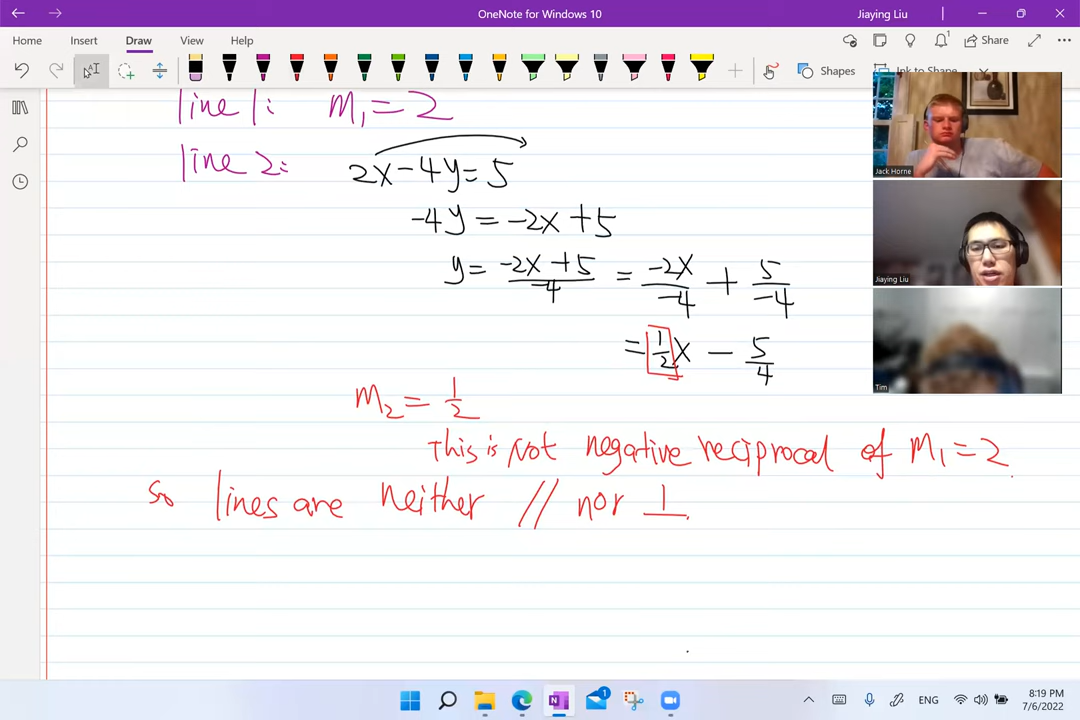 OneNote for Windows 10
Jiaying Liu
Home Insert Draw View Help
Share
Shapes
Ink to Shape
line 1: m₁ = 2
line 2: 2x - 4y = 5
-4y = -2x + 5
y = (-2x + 5)/-4 = -2x/-4 + 5/-4
= 1/2 x - 5/4
m₂ = 1/2
This is Not negative reciprocal of m₁ = 2
So lines are neither // nor ⊥.
Jack Horne
Jiaying Liu
Tim
1
ENG
8:19 PM
7/6/2022